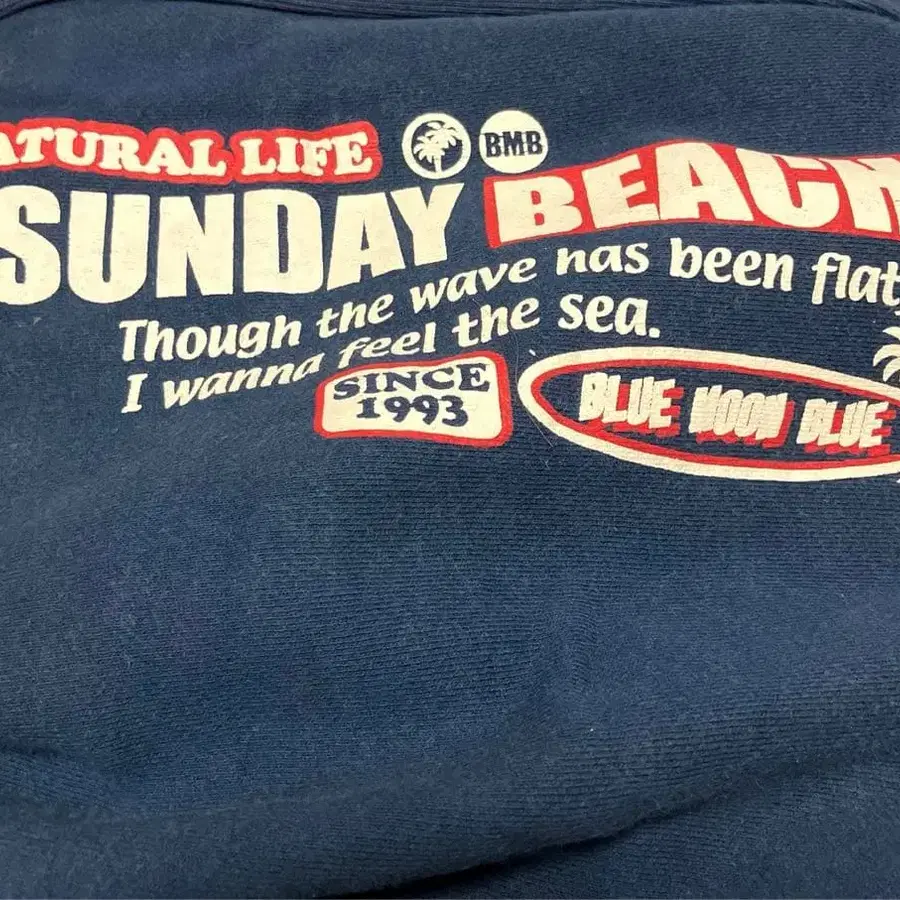 ATURAL LIFE
BMB
SUNDAY BEACH
Though the wave has been flat,
I wanna feel the sea.
SINCE
1993
BLUE MOON BLUE